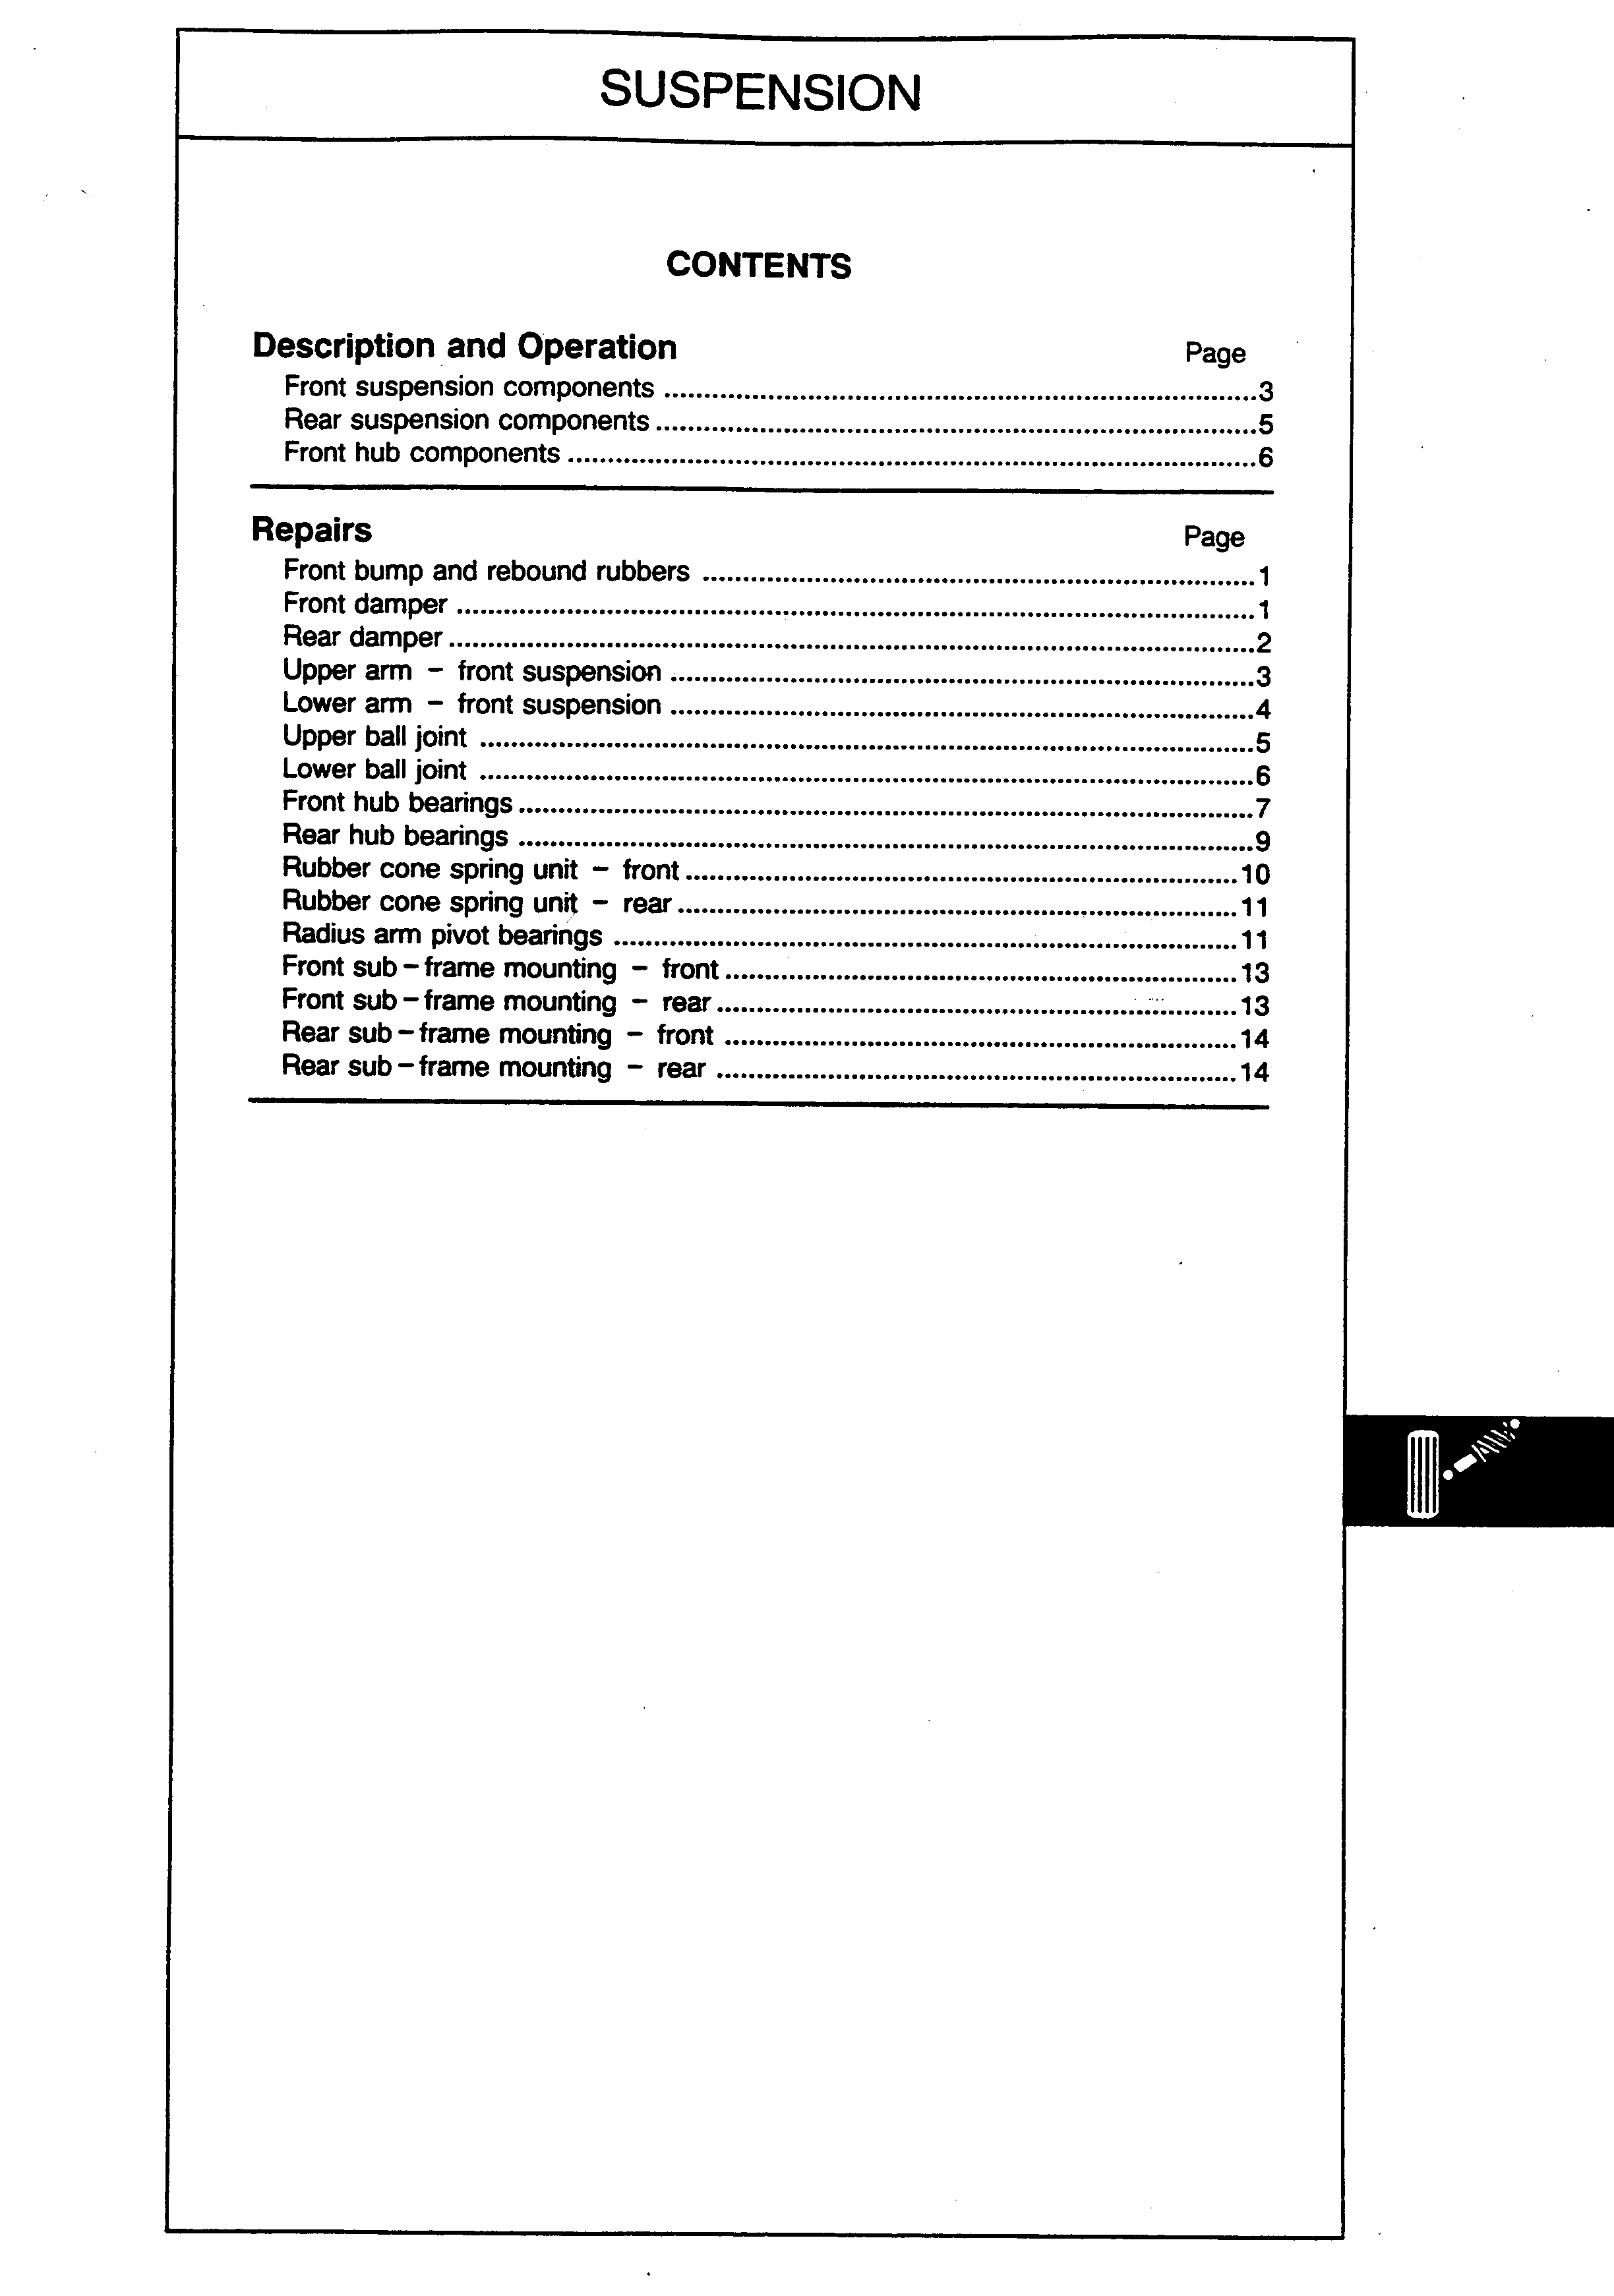 SUSPENSION
CONTENTS
Description and Operation Page
Front suspension components ........................................ 3
Rear suspension components ........................................ 5
Front hub components ........................................ 6
Repairs Page
Front bump and rebound rubbers ........................................ 1
Front damper ........................................ 1
Rear damper ........................................ 2
Upper arm – front suspension ........................................ 3
Lower arm – front suspension ........................................ 4
Upper ball joint ........................................ 5
Lower ball joint ........................................ 6
Front hub bearings ........................................ 7
Rear hub bearings ........................................ 9
Rubber cone spring unit – front ........................................ 10
Rubber cone spring unit – rear ........................................ 11
Radius arm pivot bearings ........................................ 11
Front sub–frame mounting – front ........................................ 13
Front sub–frame mounting – rear ........................................ 13
Rear sub–frame mounting – front ........................................ 14
Rear sub–frame mounting – rear ........................................ 14